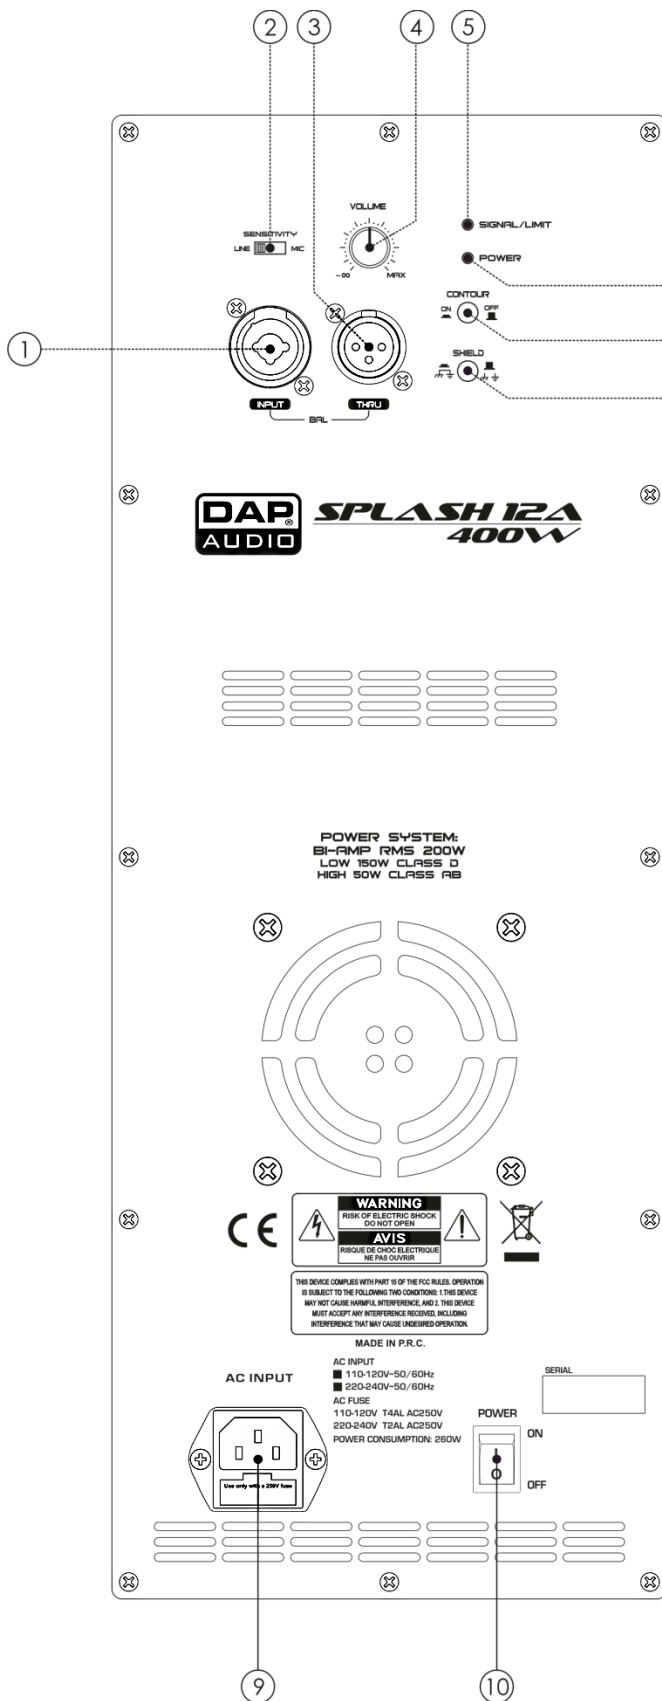 2 3 4 5
VOLUME
SENSITIVITY
LINE MIC
-∞ MAX
SIGNAL/LIMIT
POWER
CONTOUR
ON OFF
1
SHIELD
INPUT BAL THRU
DAP®
AUDIO
SPLASH 12A
400W
POWER SYSTEM:
BI-AMP RMS 200W
LOW 150W CLASS D
HIGH 50W CLASS AB
CE
WARNING
RISK OF ELECTRIC SHOCK
DO NOT OPEN
AVIS
RISQUE DE CHOC ELECTRIQUE
NE PAS OUVRIR
THIS DEVICE COMPLIES WITH PART 15 OF THE FCC RULES. OPERATION
IS SUBJECT TO THE FOLLOWING TWO CONDITIONS: 1.THIS DEVICE
MAY NOT CAUSE HARMFUL INTERFERENCE, AND 2. THIS DEVICE
MUST ACCEPT ANY INTERFERENCE RECEIVED, INCLUDING
INTERFERENCE THAT MAY CAUSE UNDESIRED OPERATION.
MADE IN P.R.C.
AC INPUT
AC INPUT
110-120V~50/60Hz
220-240V~50/60Hz
AC FUSE
110-120V T4AL AC250V
220-240V T2AL AC250V
POWER CONSUMPTION: 260W
SERIAL
POWER
ON
I
O
OFF
Use only with a 250V fuse
9 10